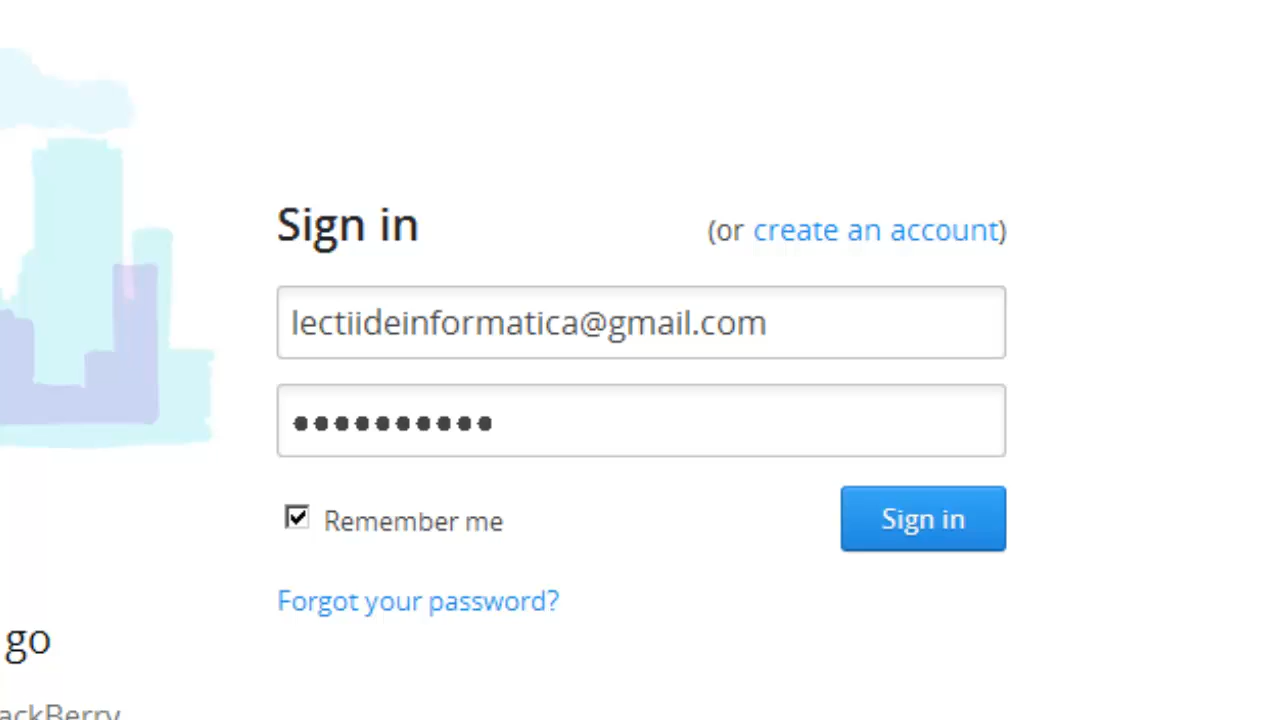 Sign in (or create an account)
lectiideinformatica@gmail.com
Remember me Sign in
Forgot your password?
go